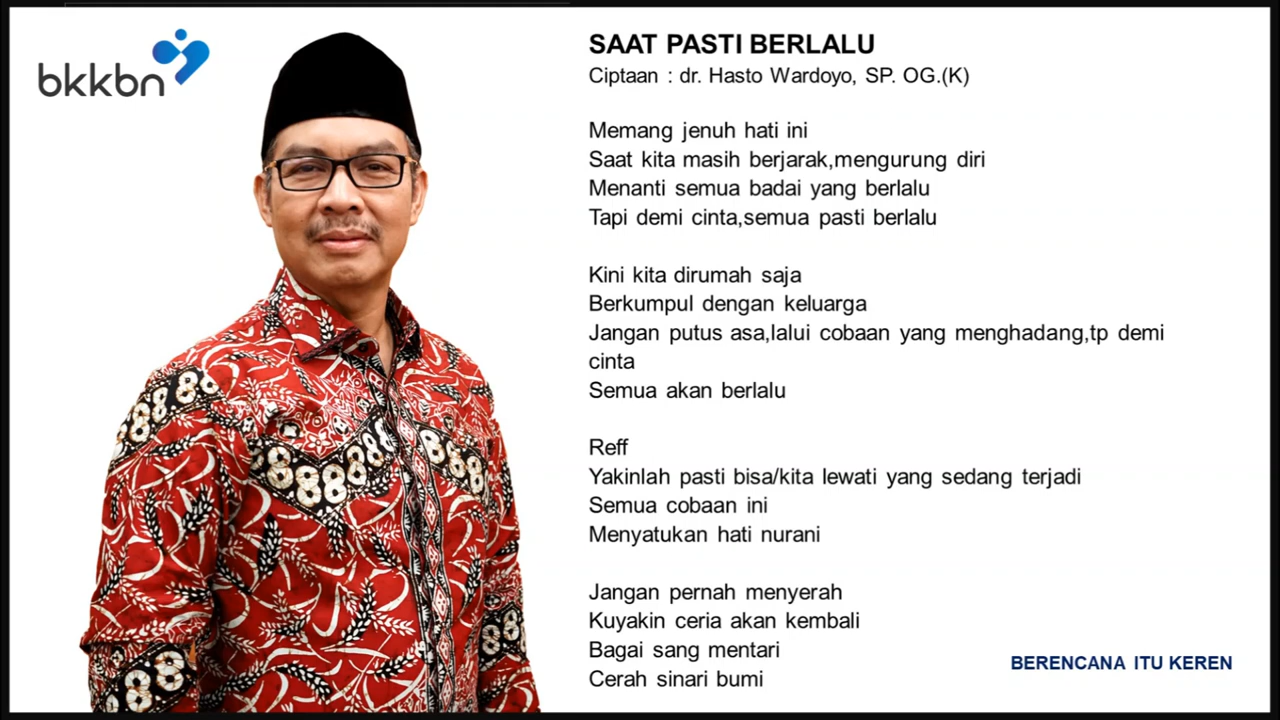 bkkbn
SAAT PASTI BERLALU
Ciptaan : dr. Hasto Wardoyo, SP. OG.(K)
Memang jenuh hati ini
Saat kita masih berjarak,mengurung diri
Menanti semua badai yang berlalu
Tapi demi cinta,semua pasti berlalu
Kini kita dirumah saja
Berkumpul dengan keluarga
Jangan putus asa,lalui cobaan yang menghadang,tp demi
cinta
Semua akan berlalu
Reff
Yakinlah pasti bisa/kita lewati yang sedang terjadi
Semua cobaan ini
Menyatukan hati nurani
Jangan pernah menyerah
Kuyakin ceria akan kembali
Bagai sang mentari
Cerah sinari bumi
BERENCANA ITU KEREN